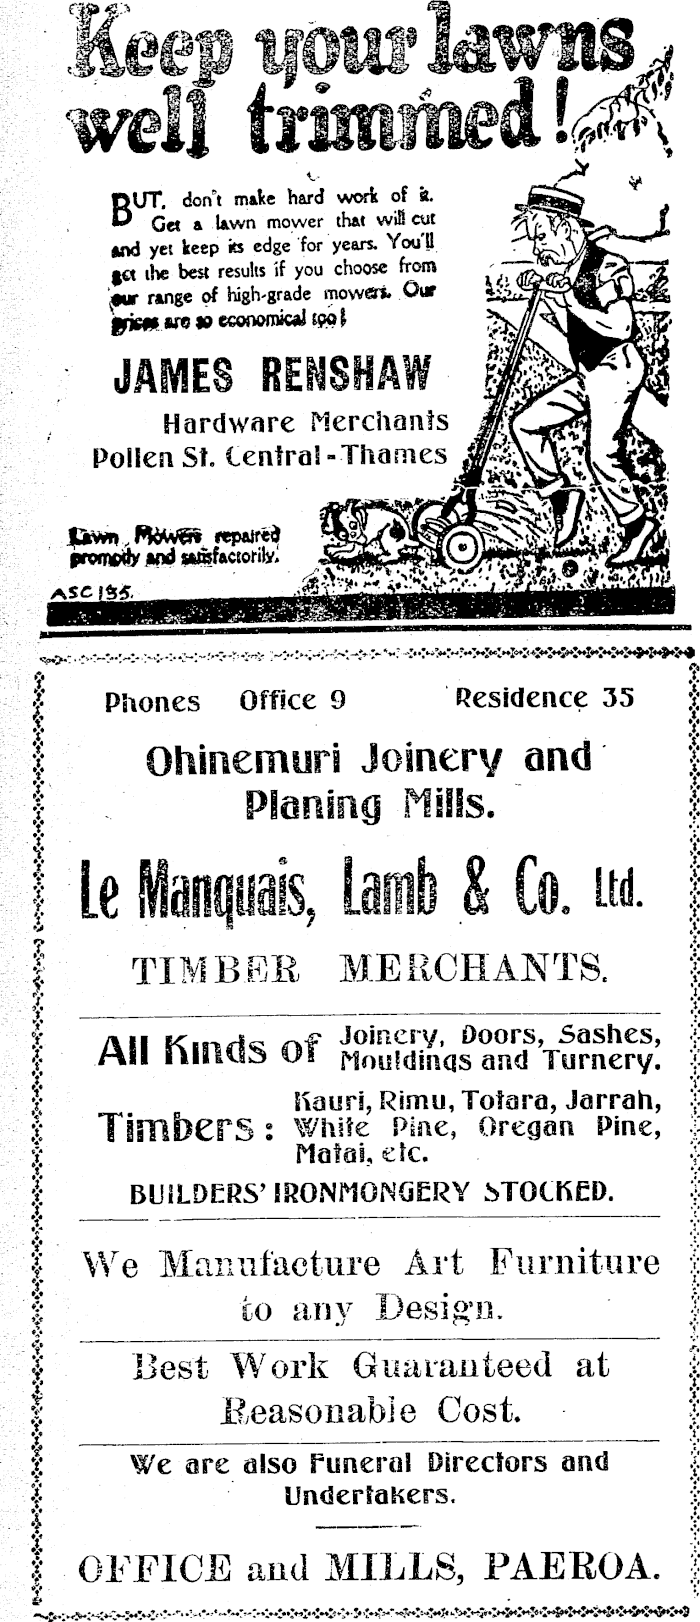 Keep your lawns
well trimmed!
BUT, don't make hard work of it.
Get a lawn mower that will cut
and yet keep its edge for years. You'll
get the best results if you choose from
our range of high-grade mowers. Our
prices are so economical too!
JAMES RENSHAW
Hardware Merchants
Pollen St. Central - Thames
Lawn Mowers repaired
promptly and satisfactorily.
ASC 195.
Phones Office 9 Residence 35
Ohinemuri Joinery and
Planing Mills.
Le Manquais, Lamb & Co. Ltd.
TIMBER MERCHANTS.
All Kinds of Joinery, Doors, Sashes,
Mouldings and Turnery.
Timbers: Kauri, Rimu, Totara, Jarrah,
White Pine, Oregan Pine,
Matai, etc.
BUILDERS' IRONMONGERY STOCKED.
We Manufacture Art Furniture
to any Design.
Best Work Guaranteed at
Reasonable Cost.
We are also Funeral Directors and
Undertakers.
OFFICE and MILLS, PAEROA.